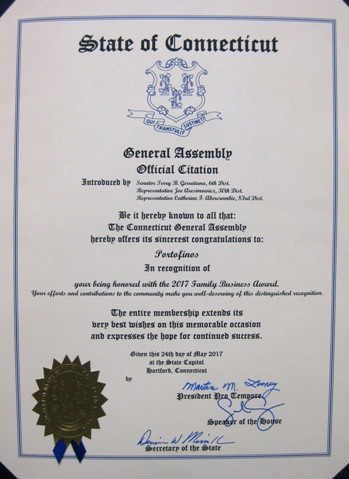 State of Connecticut
QUI TRANSTULIT SUSTINET
General Assembly
Official Citation
Introduced by Senator Terry B. Gerratana, 6th Dist.
Representative Joe Aresimowicz, 30th Dist.
Representative Catherine F. Abercrombie, 83rd Dist.
Be it hereby known to all that:
The Connecticut General Assembly
hereby offers its sincerest congratulations to:
Portofinos
In recognition of
your being honored with the 2017 Family Business Award.
Your efforts and contributions to the community make you well-deserving of this distinguished recognition.
The entire membership extends its
very best wishes on this memorable occasion
and expresses the hope for continued success.
Given this 24th day of May 2017
at the State Capitol
Hartford, Connecticut
by
Martin M. Looney
President Pro Tempore
Speaker of the House
Secretary of the State